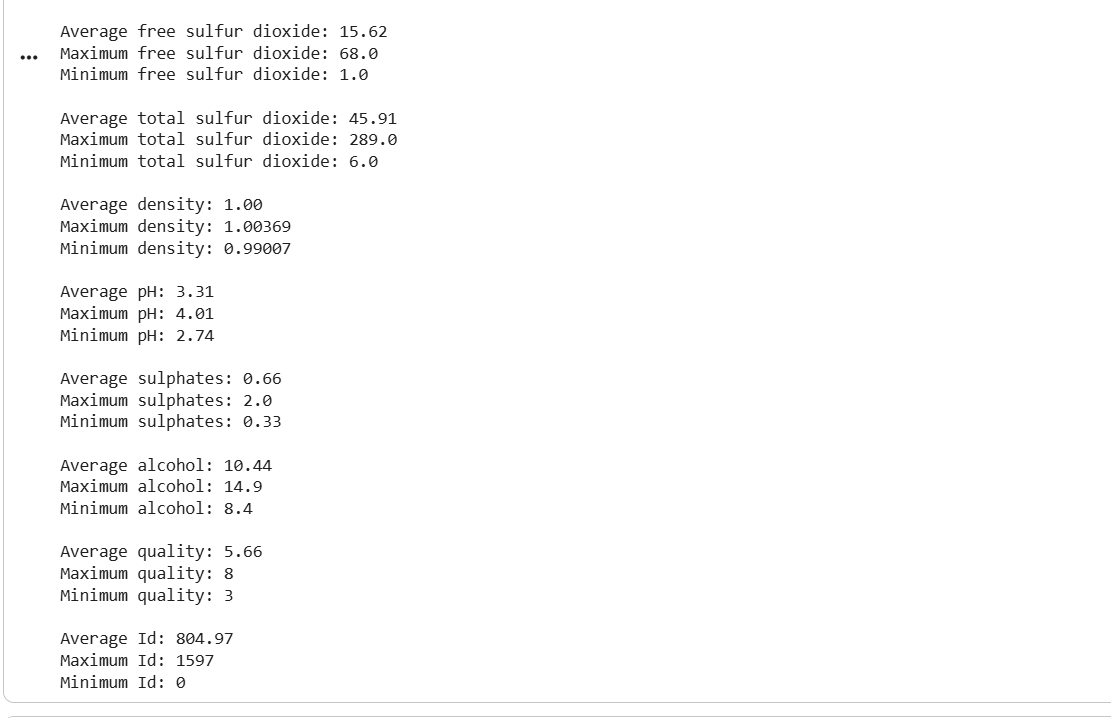 Average free sulfur dioxide: 15.62
Maximum free sulfur dioxide: 68.0
Minimum free sulfur dioxide: 1.0
Average total sulfur dioxide: 45.91
Maximum total sulfur dioxide: 289.0
Minimum total sulfur dioxide: 6.0
Average density: 1.00
Maximum density: 1.00369
Minimum density: 0.99007
Average pH: 3.31
Maximum pH: 4.01
Minimum pH: 2.74
Average sulphates: 0.66
Maximum sulphates: 2.0
Minimum sulphates: 0.33
Average alcohol: 10.44
Maximum alcohol: 14.9
Minimum alcohol: 8.4
Average quality: 5.66
Maximum quality: 8
Minimum quality: 3
Average Id: 804.97
Maximum Id: 1597
Minimum Id: 0